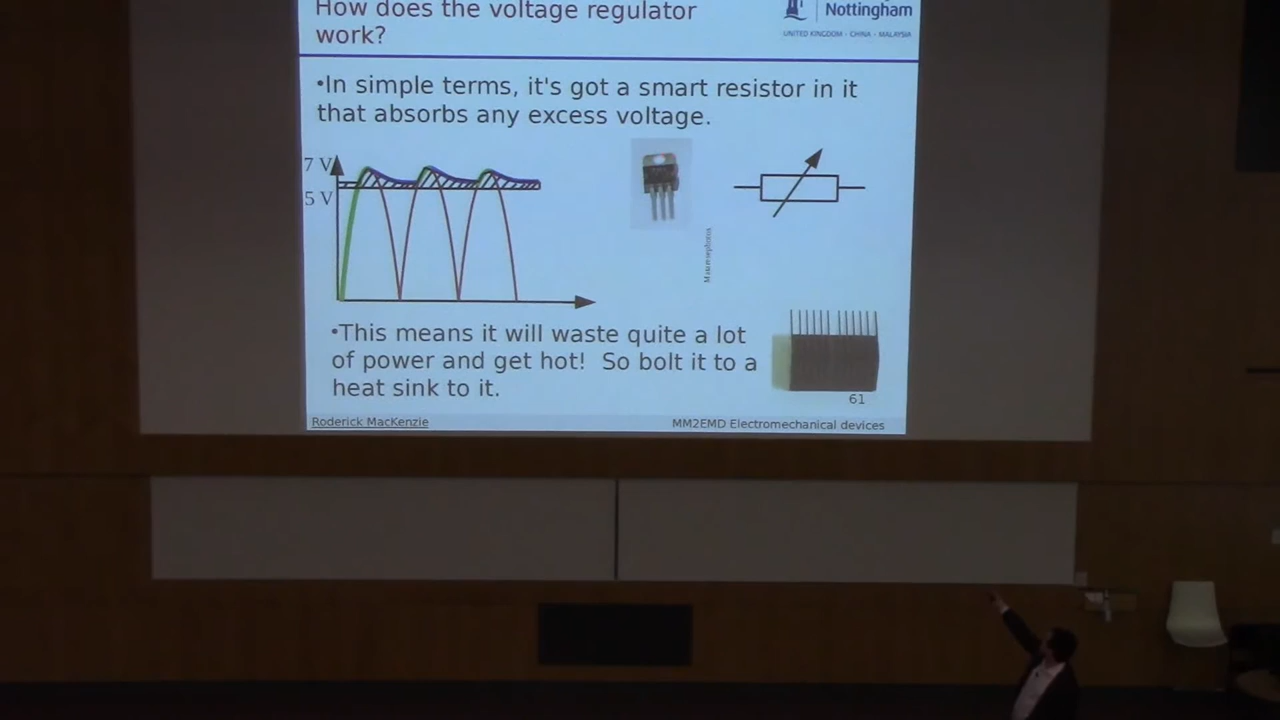 How does the voltage regulator
work?
Nottingham
UNITED KINGDOM · CHINA · MALAYSIA
•In simple terms, it's got a smart resistor in it
that absorbs any excess voltage.
7 V
5 V
•This means it will waste quite a lot
of power and get hot!  So bolt it to a
heat sink to it.
61
Roderick MacKenzie
MM2EMD Electromechanical devices